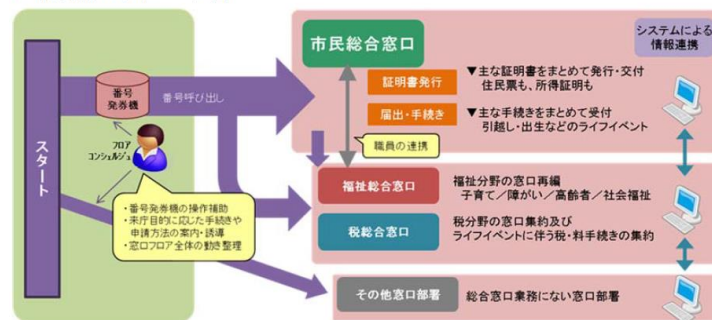 スタート
番号
発券機
番号呼び出し
フロア
コンシェルジュ
・番号発券機の操作補助
・来庁目的に応じた手続きや
申請方法の案内・誘導
・窓口フロア全体の動き整理
市民総合窓口
システムによる
情報連携
証明書発行
▼主な証明書をまとめて発行・交付
住民票も、所得証明も
届出・手続き
▼主な手続きをまとめて受付
引越し・出生などのライフイベント
職員の連携
福祉総合窓口
福祉分野の窓口再編
子育て／障がい／高齢者／社会福祉
税総合窓口
税分野の窓口集約及び
ライフイベントに伴う税・料手続きの集約
その他窓口部署
総合窓口業務にない窓口部署